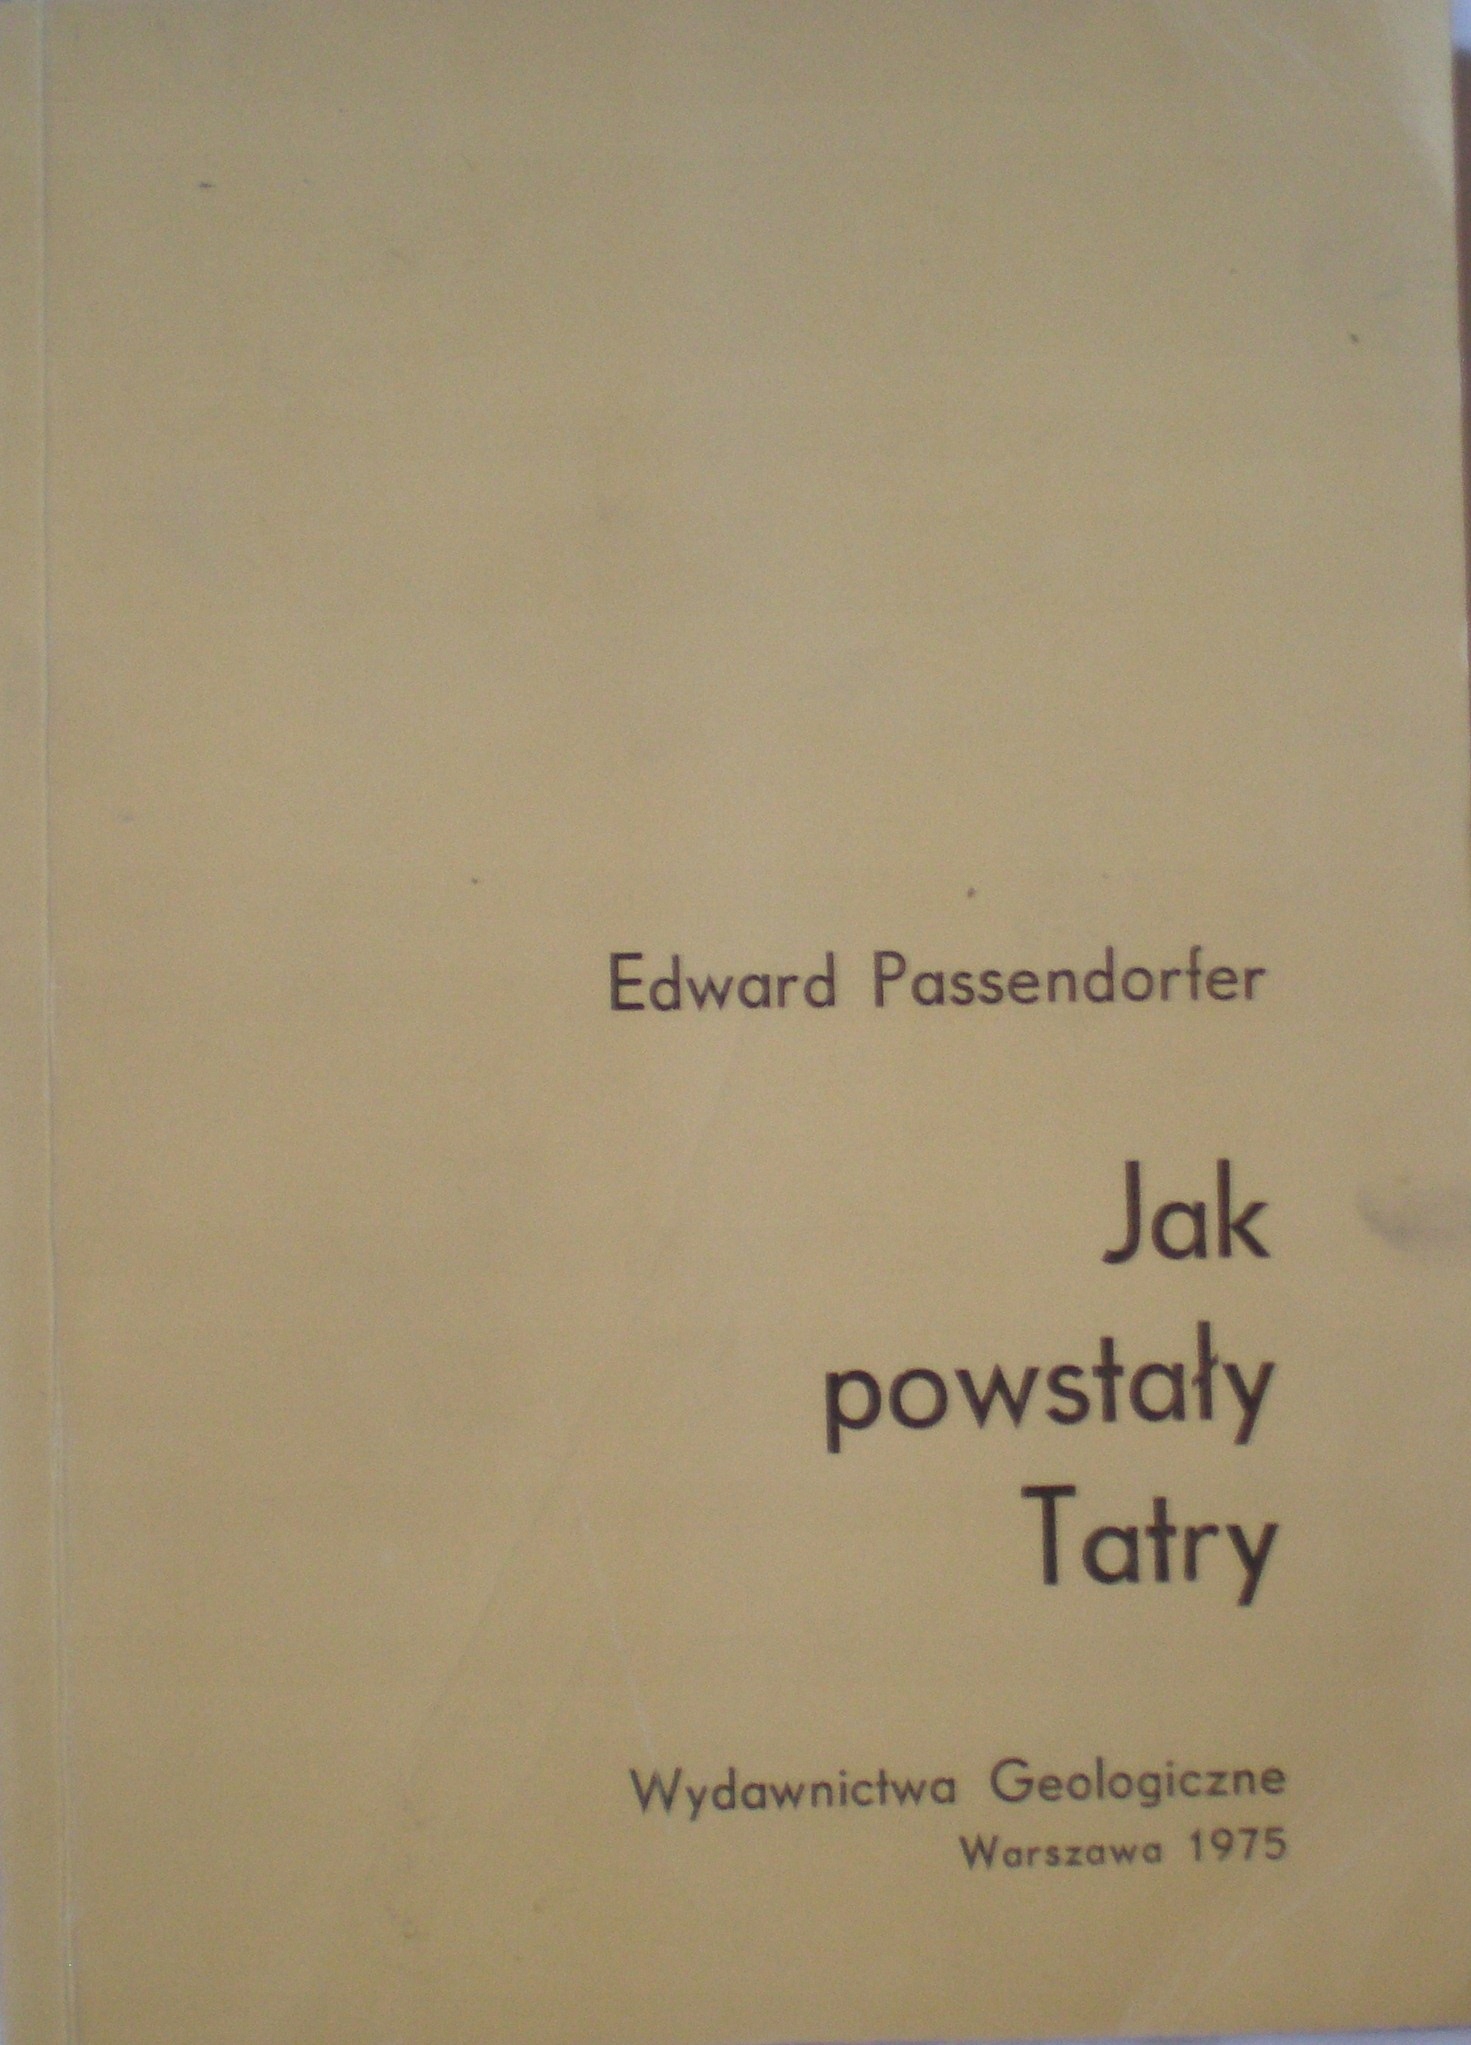 Edward Passendorfer
Jak
powstały
Tatry
Wydawnictwa Geologiczne
Warszawa 1975